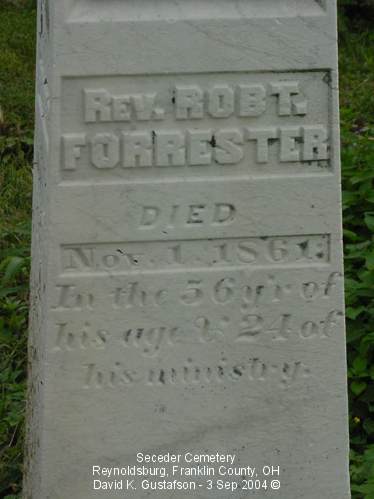 REV. ROBT.
FORRESTER
DIED
Nov. 1. 1861:
In the 56 y'r of
his age & 24 of
his ministry.
Seceder Cemetery
Reynoldsburg, Franklin County, OH
David K. Gustafson - 3 Sep 2004 ©